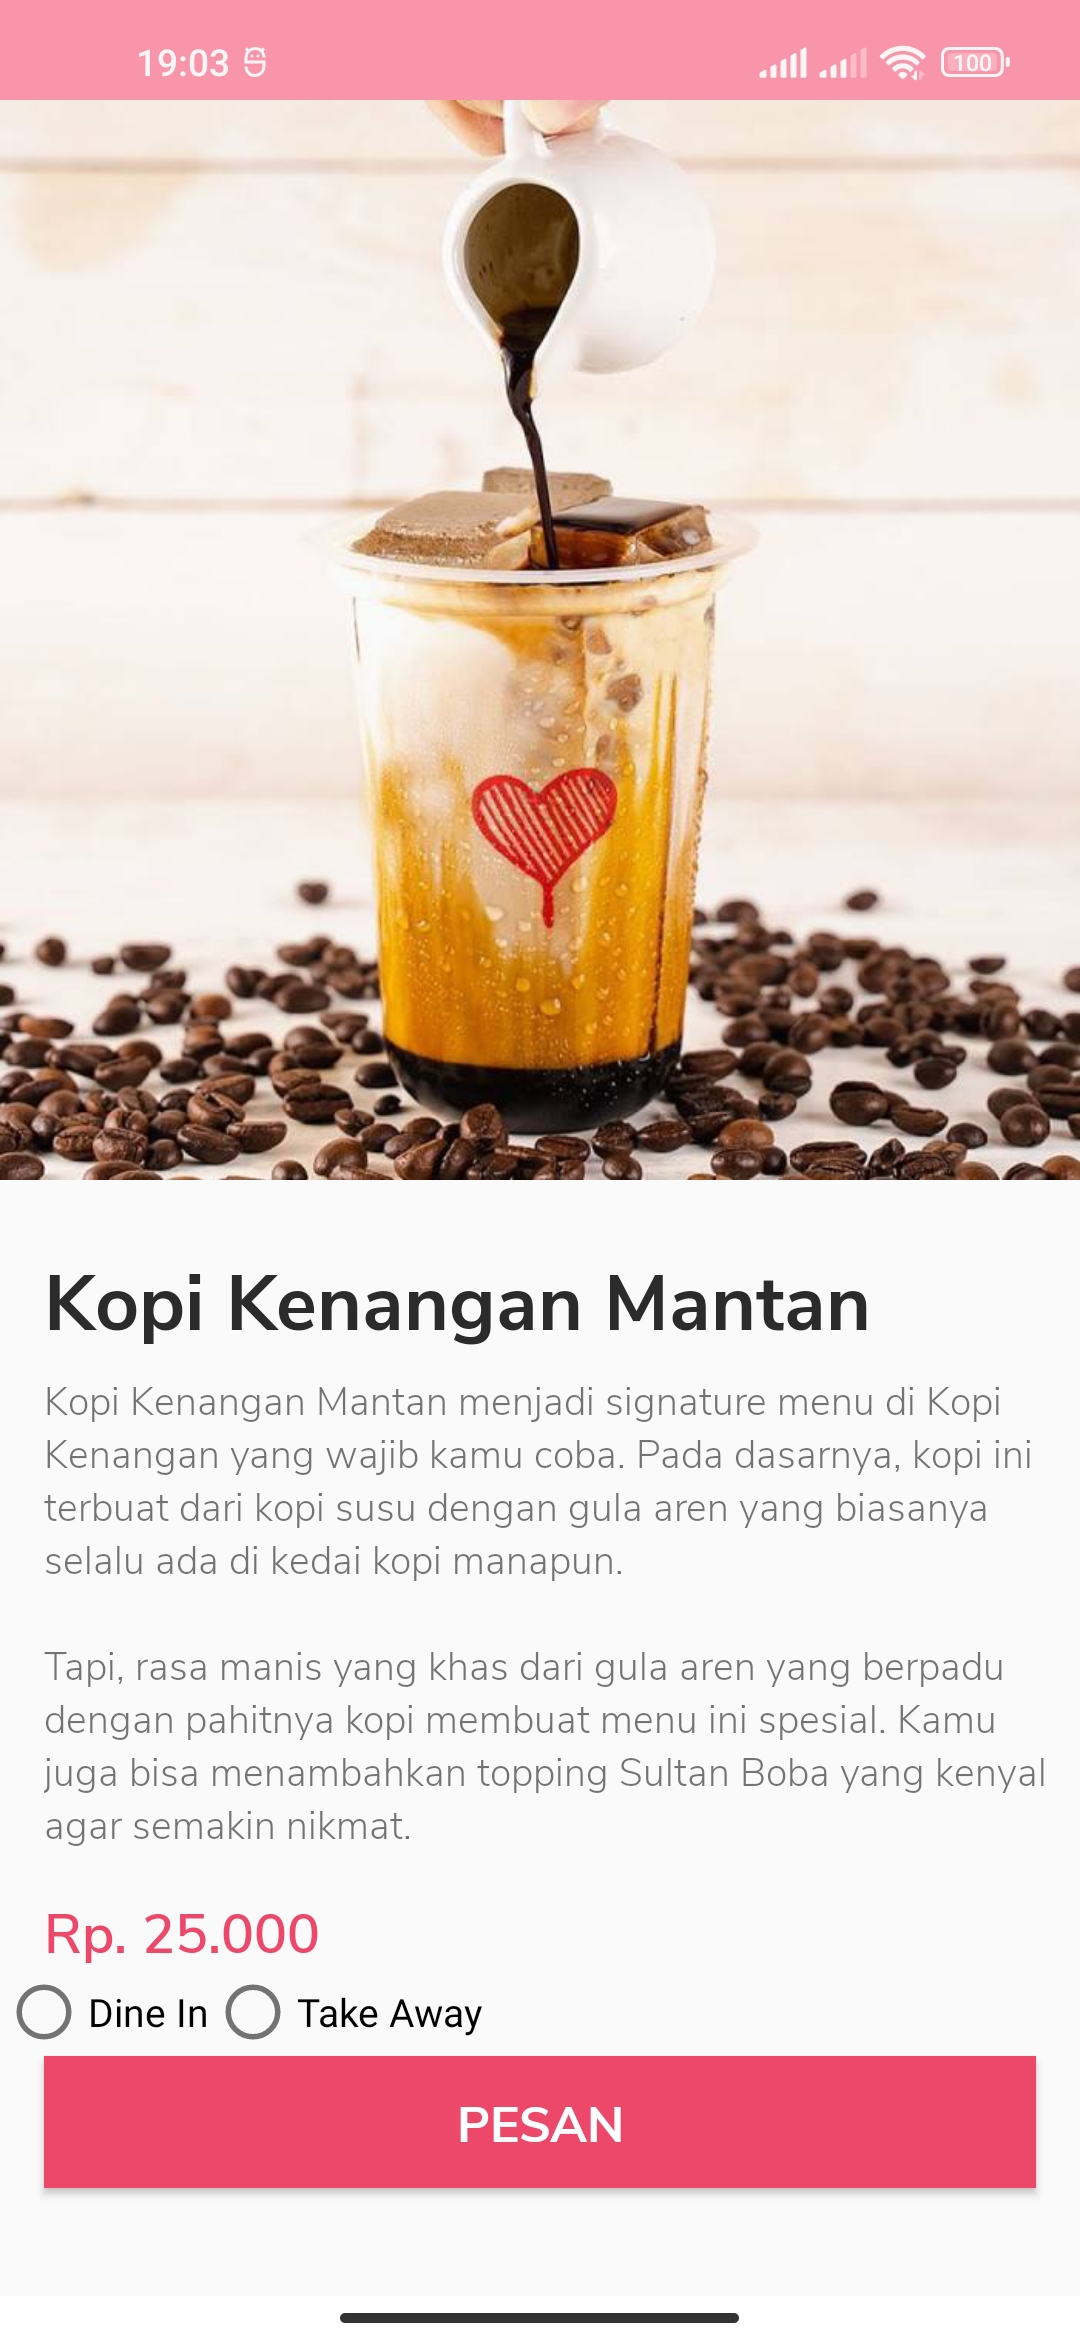 19:03
100
Kopi Kenangan Mantan
Kopi Kenangan Mantan menjadi signature menu di Kopi
Kenangan yang wajib kamu coba. Pada dasarnya, kopi ini
terbuat dari kopi susu dengan gula aren yang biasanya
selalu ada di kedai kopi manapun.
Tapi, rasa manis yang khas dari gula aren yang berpadu
dengan pahitnya kopi membuat menu ini spesial. Kamu
juga bisa menambahkan topping Sultan Boba yang kenyal
agar semakin nikmat.
Rp. 25.000
Dine In Take Away
PESAN